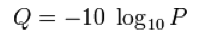 Q = −10 log₁₀ P